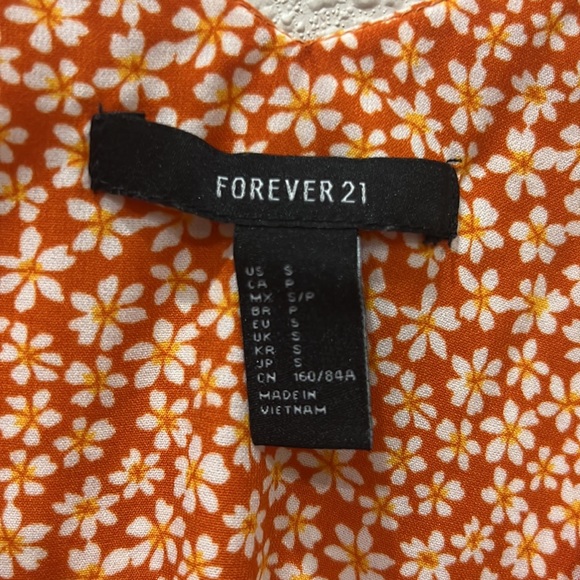 FOREVER 21
US S
CA P
MX S/P
BR P
EU S
UK S
KR S
JP S
CN 160/84A
MADE IN
VIETNAM